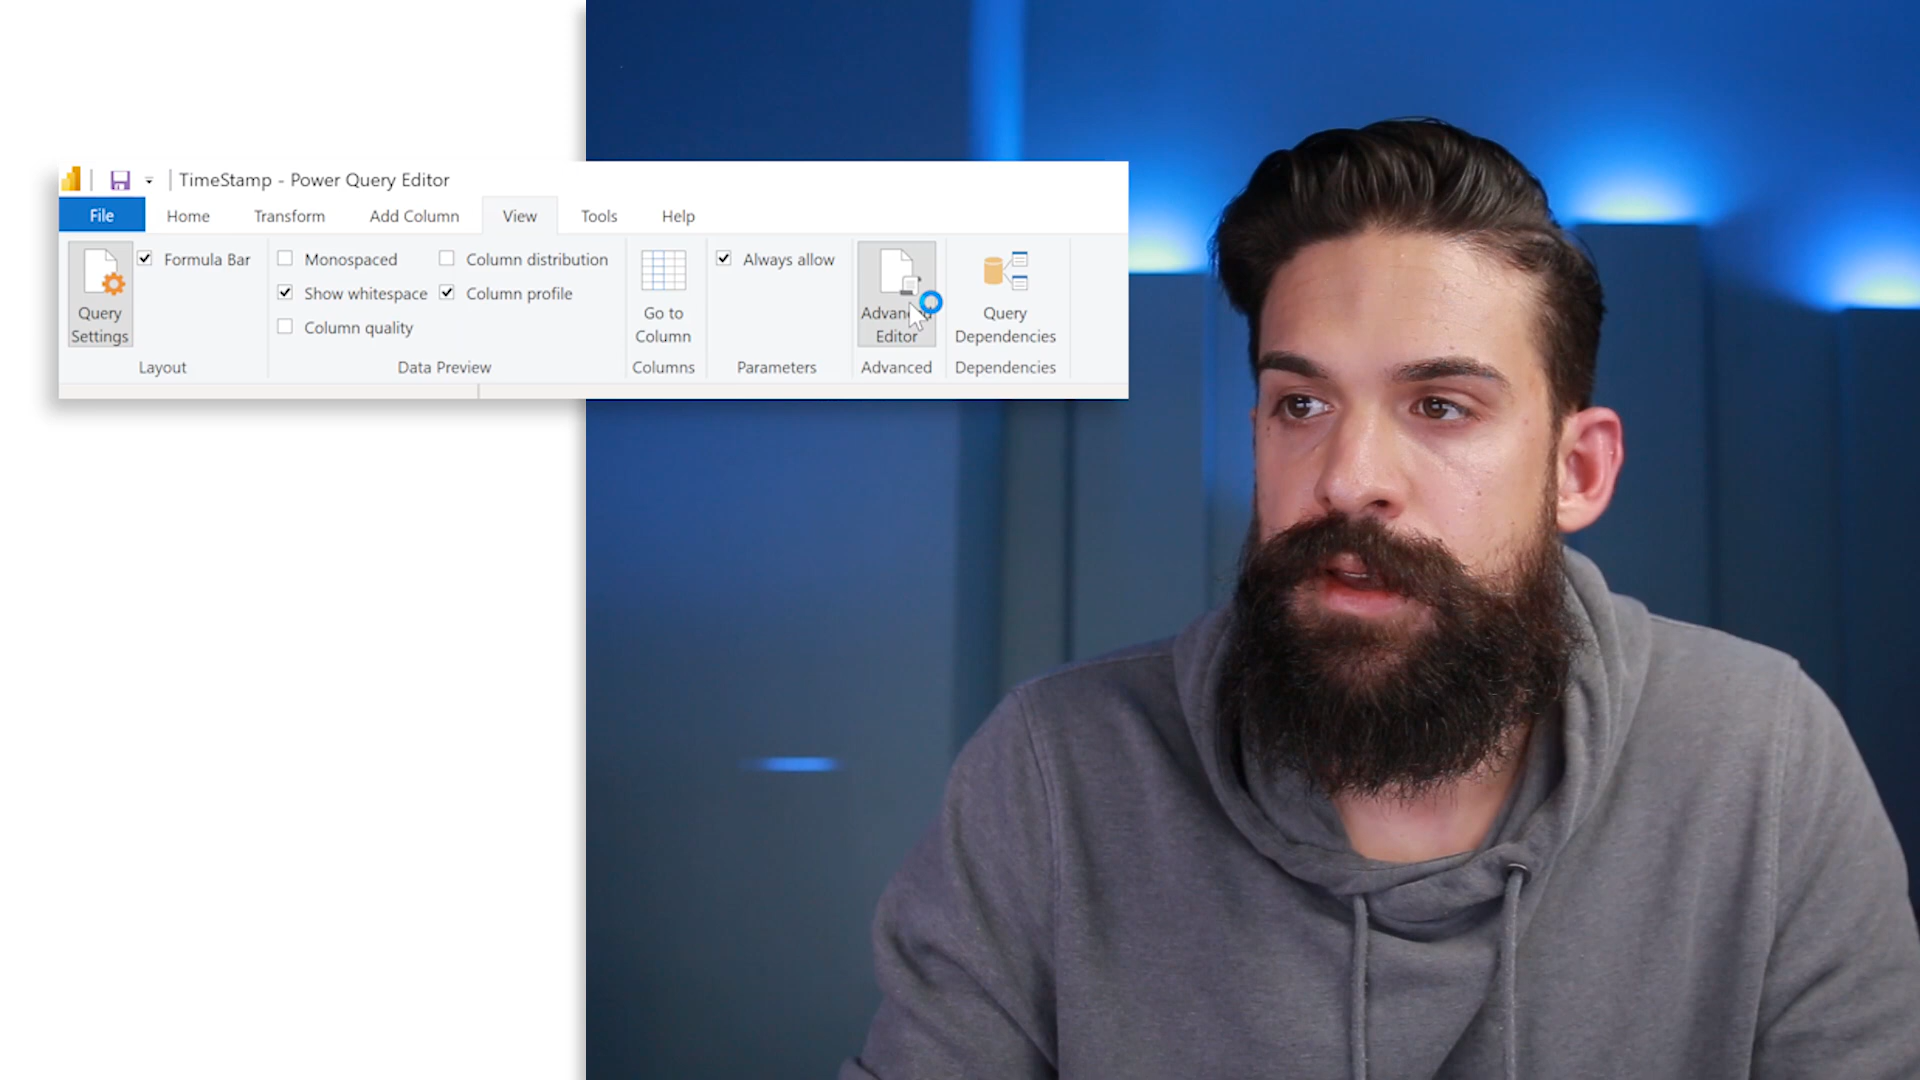 TimeStamp - Power Query Editor
File Home Transform Add Column View Tools Help
Formula Bar Monospaced Column distribution Always allow
Show whitespace Column profile
Column quality
Query Settings
Go to Column
Advanced Editor
Query Dependencies
Layout Data Preview Columns Parameters Advanced Dependencies